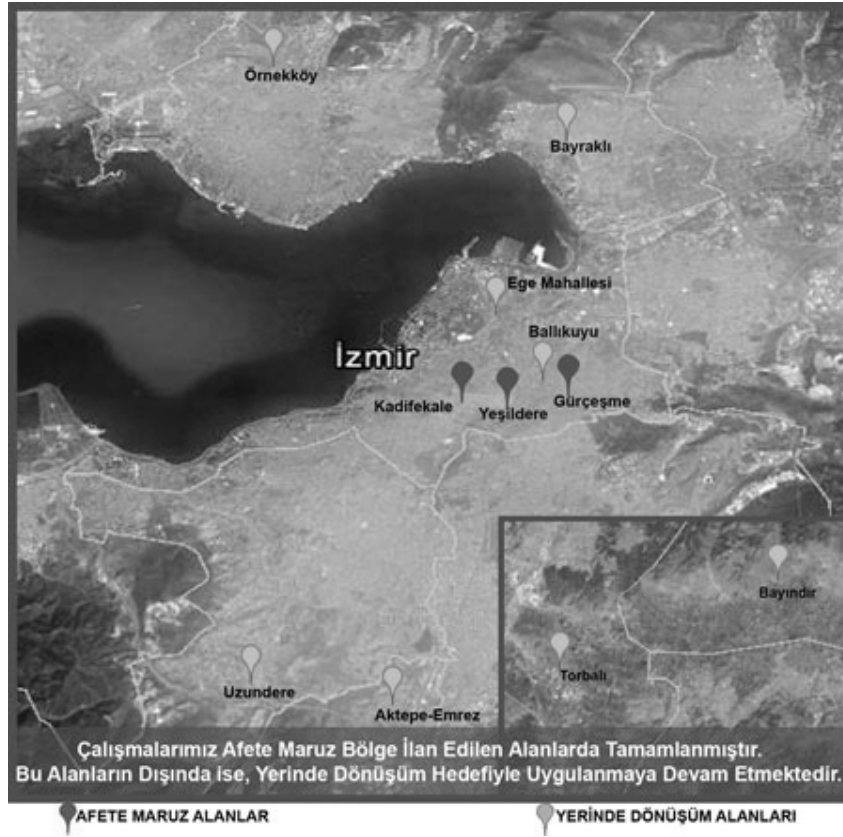 Örnekköy
Bayraklı
Ege Mahallesi
Ballıkuyu
İzmir
Kadifekale
Yeşildere
Gürçeşme
Bayındır
Torbalı
Uzundere
Aktepe-Emrez
Çalışmalarımız Afete Maruz Bölge İlan Edilen Alanlarda Tamamlanmıştır.
Bu Alanların Dışında ise, Yerinde Dönüşüm Hedefiyle Uygulanmaya Devam Etmektedir.
AFETE MARUZ ALANLAR
YERİNDE DÖNÜŞÜM ALANLARI